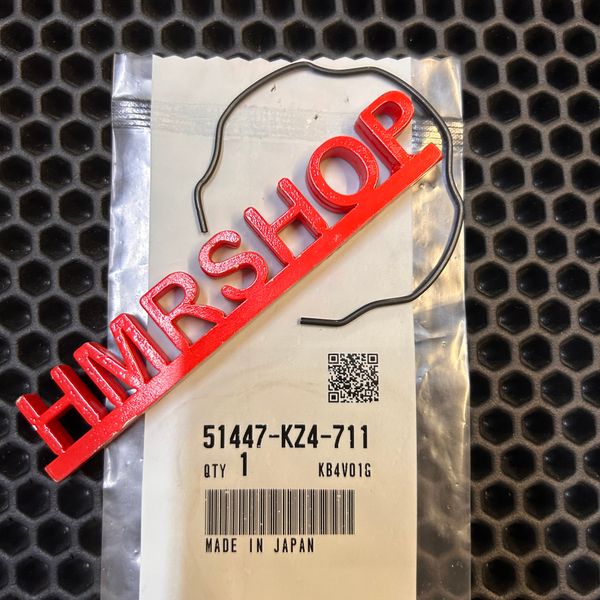 HMRSHOP
51447-KZ4-711
QTY 1 KB4V01G
MADE IN JAPAN